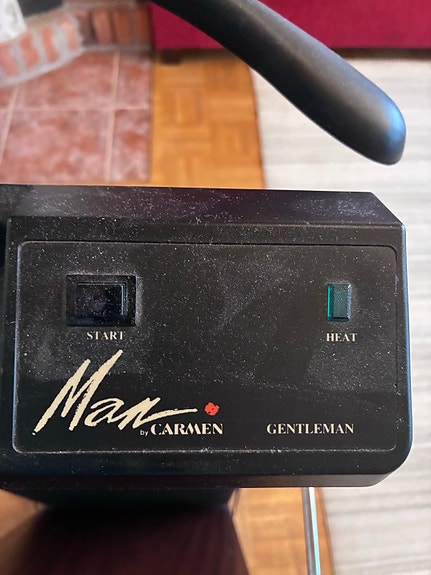 START
HEAT
Man
by CARMEN
GENTLEMAN